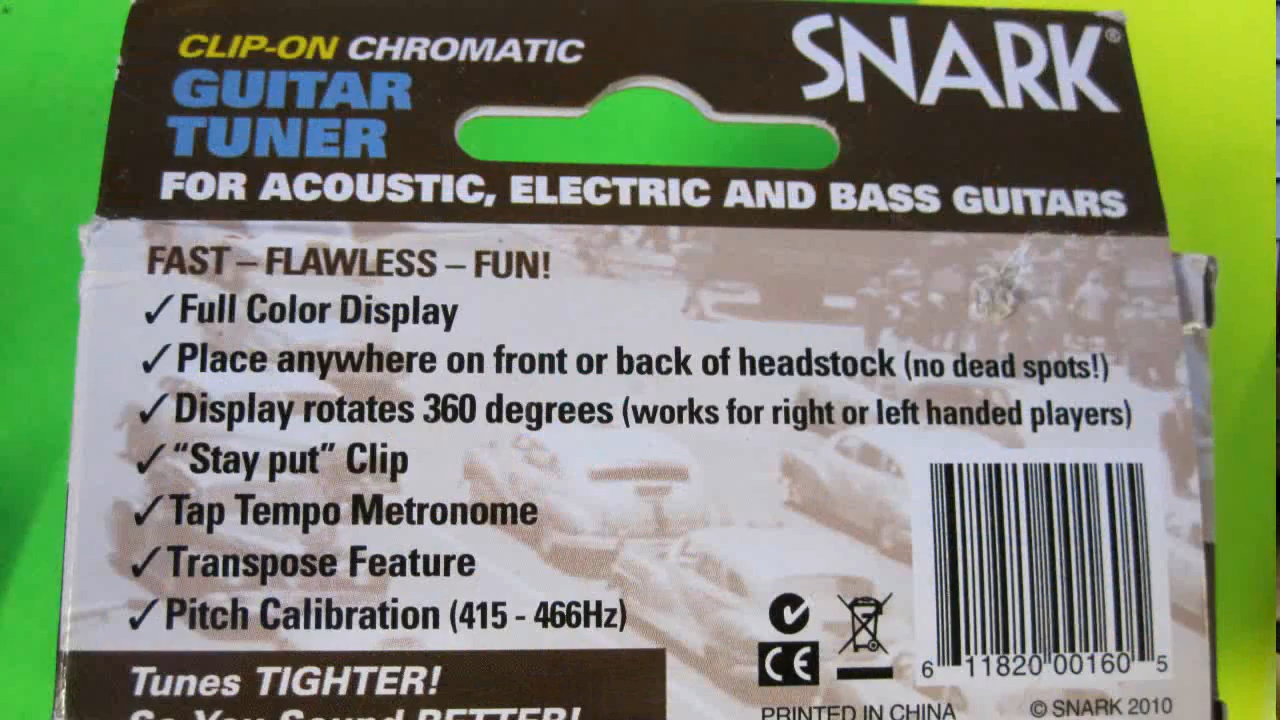 CLIP-ON CHROMATIC
GUITAR
TUNER
SNARK®
FOR ACOUSTIC, ELECTRIC AND BASS GUITARS
FAST – FLAWLESS – FUN!
✓Full Color Display
✓Place anywhere on front or back of headstock (no dead spots!)
✓Display rotates 360 degrees (works for right or left handed players)
✓“Stay put” Clip
✓Tap Tempo Metronome
✓Transpose Feature
✓Pitch Calibration (415 - 466Hz)
Tunes TIGHTER!
So You Sound BETTER!
CE
6 11820 00160 5
PRINTED IN CHINA
© SNARK 2010